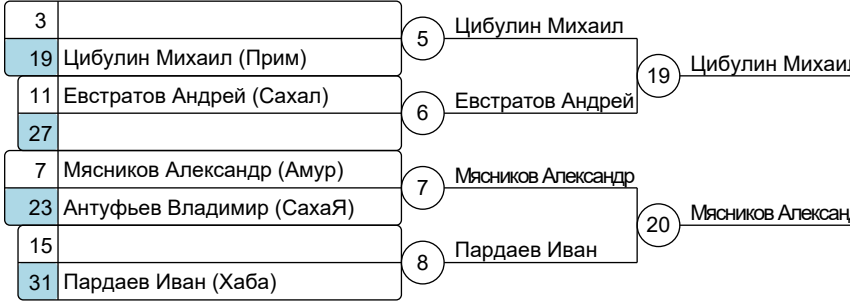 3
5
Цибулин Михаил
19 Цибулин Михаил (Прим)
19
Цибулин Михаил
11 Евстратов Андрей (Сахал)
6
Евстратов Андрей
27
7 Мясников Александр (Амур)
7
Мясников Александр
23 Антуфьев Владимир (СахаЯ)
20
Мясников
15
8
Пардаев Иван
31 Пардаев Иван (Хаба)